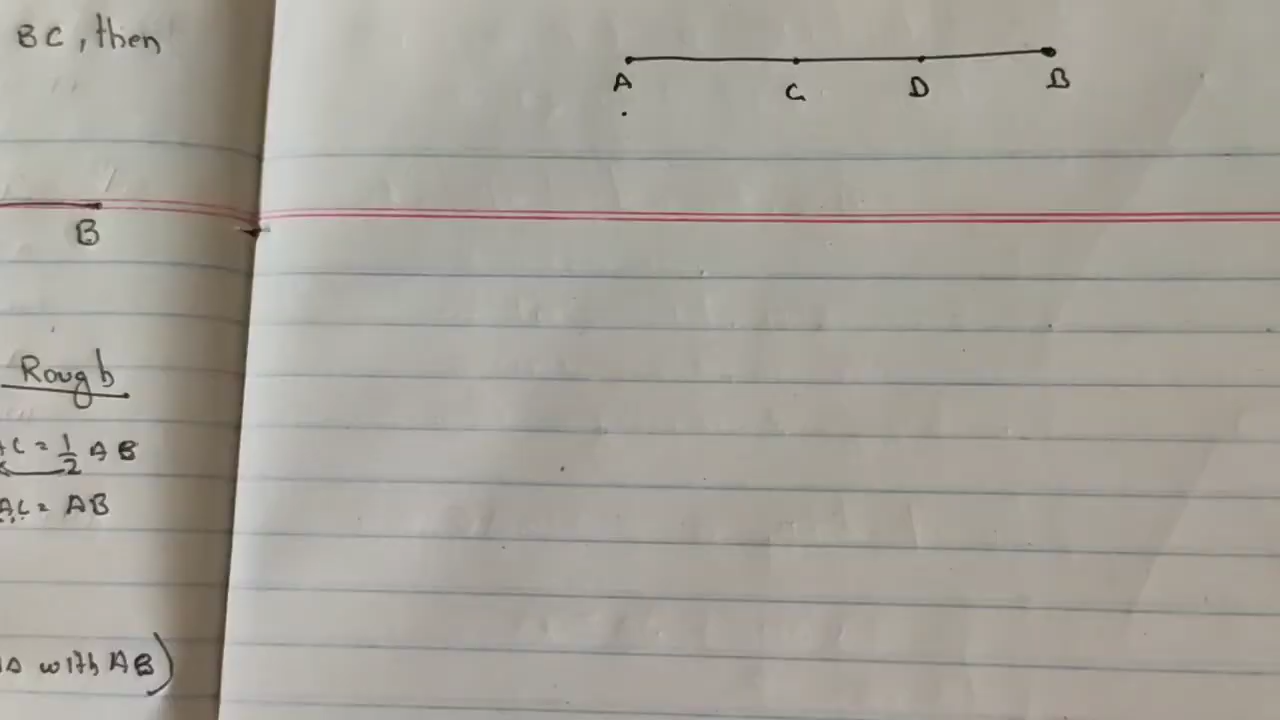 BC, then
B
Rough
AC = 1/2 AB
AC = AB
with AB)
A C D B